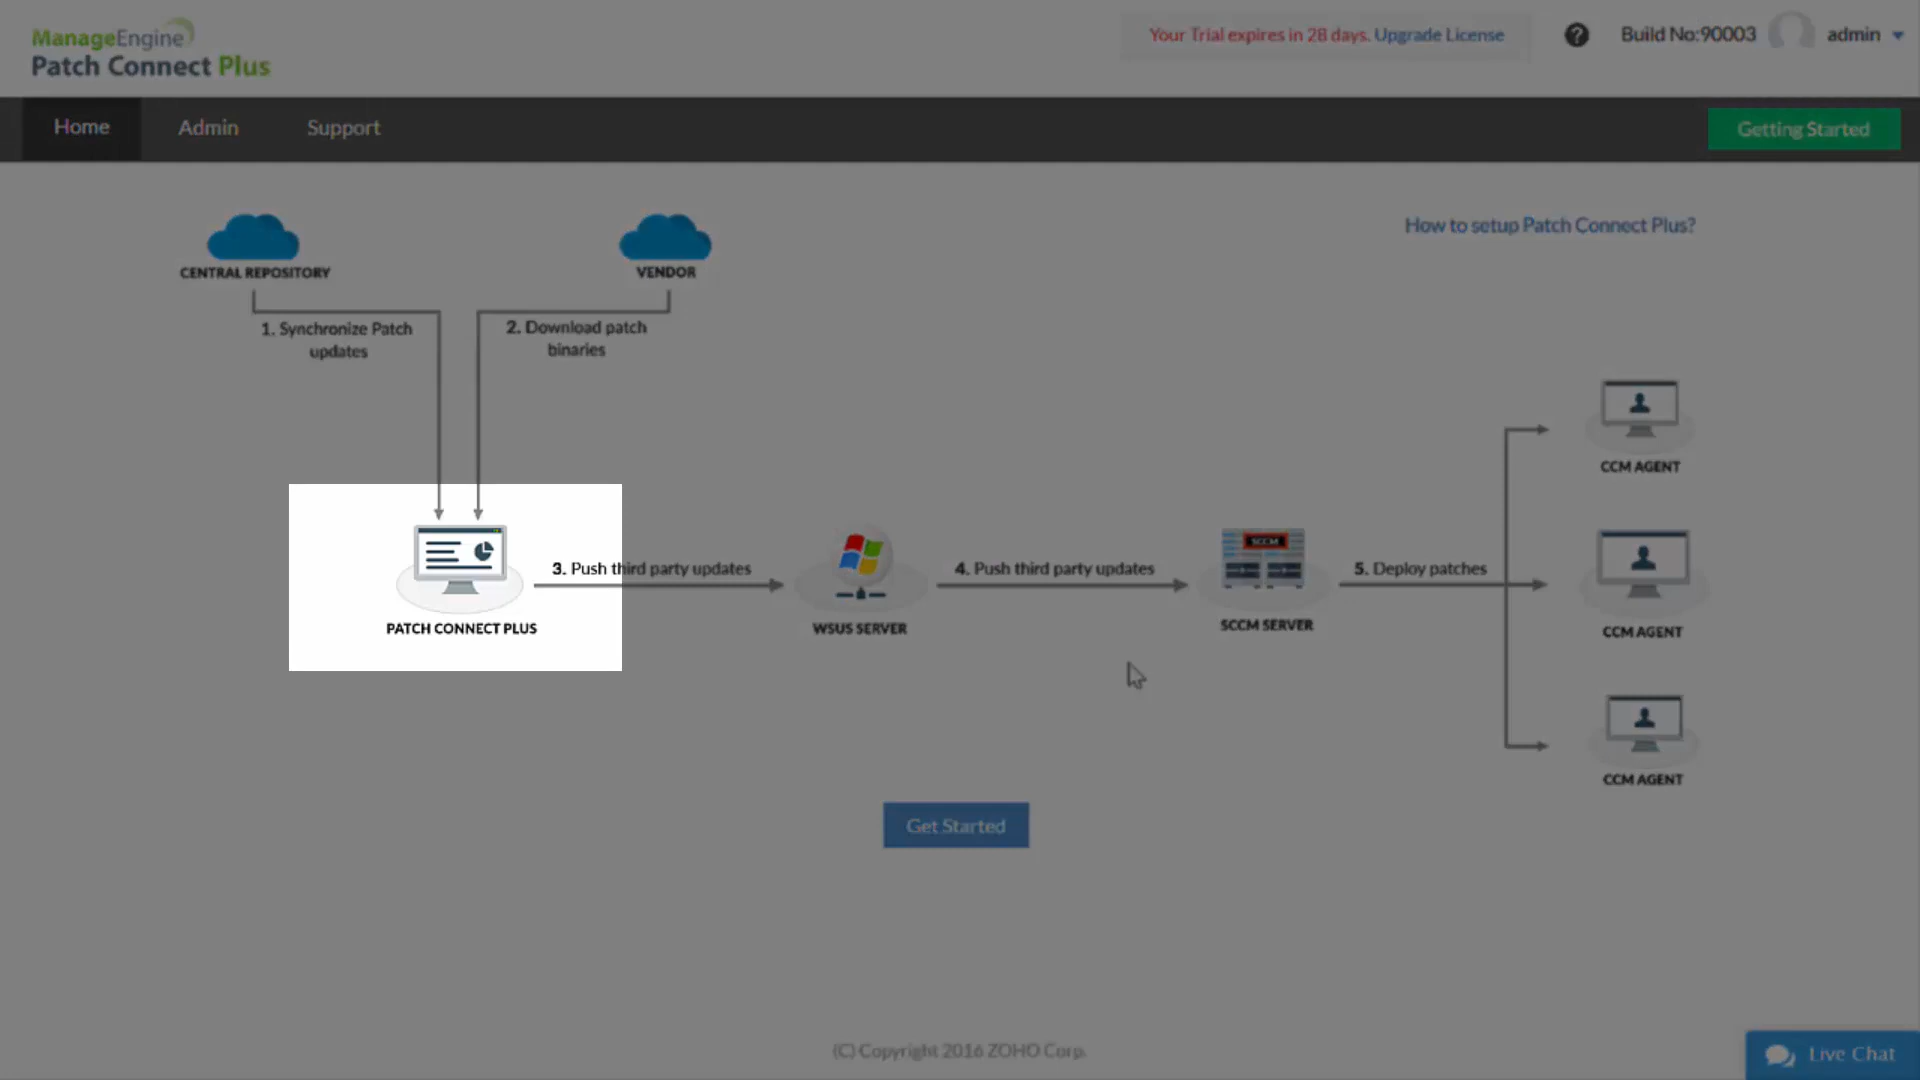 ManageEngine
Patch Connect Plus
Your Trial expires in 28 days. Upgrade License
?
Build No:90003
admin
Home
Admin
Support
Getting Started
CENTRAL REPOSITORY
VENDOR
How to setup Patch Connect Plus?
1. Synchronize Patch
updates
2. Download patch
binaries
CCM AGENT
3. Push third party updates
4. Push third party updates
SCCM
5. Deploy patches
PATCH CONNECT PLUS
WSUS SERVER
SCCM SERVER
CCM AGENT
CCM AGENT
Get Started
(C) Copyright 2016 ZOHO Corp.
Live Chat